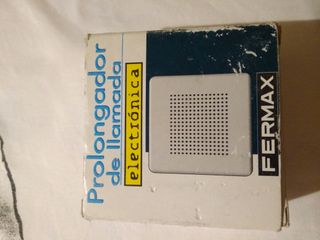 Prolongador
de llamada
electrónica
FERMAX